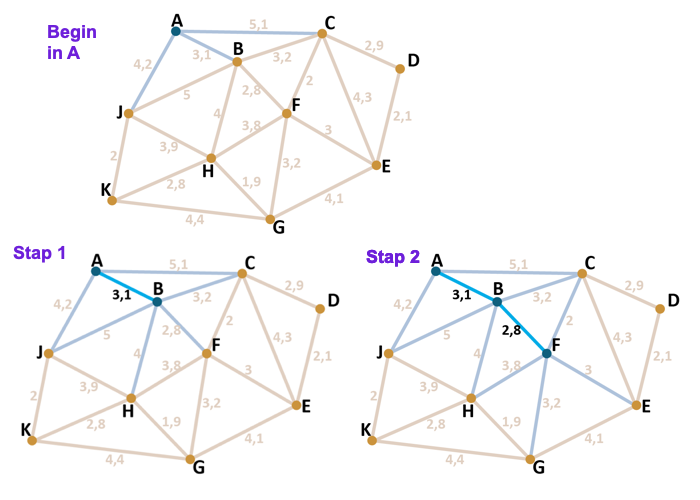 Begin
in A
A
5,1
C
3,1
B
3,2
2,9
D
4,2
5
2,8
2
4,3
2,1
J
4
3,8
F
3
2
3,9
H
3,2
E
K
2,8
1,9
4,1
4,4
G
Stap 1
A
5,1
C
3,1
B
3,2
2,9
D
4,2
5
2,8
2
4,3
2,1
J
4
3,8
F
3
2
3,9
H
3,2
E
K
2,8
1,9
4,1
4,4
G
Stap 2
A
5,1
C
3,1
B
3,2
2,9
D
4,2
5
2,8
2
4,3
2,1
J
4
3,8
F
3
2
3,9
H
3,2
E
K
2,8
1,9
4,1
4,4
G